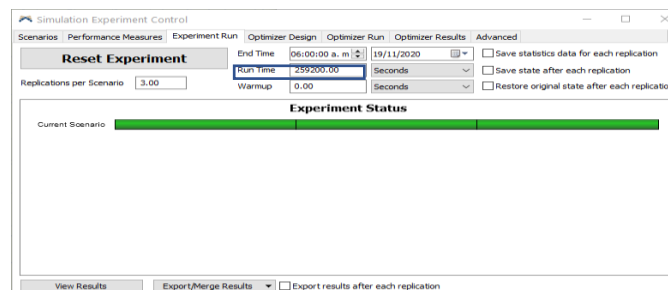 Simulation Experiment Control
Scenarios Performance Measures Experiment Run Optimizer Design Optimizer Run Optimizer Results Advanced
Reset Experiment
End Time 06:00:00 a. m 19/11/2020 Save statistics data for each replication
Run Time 259200.00 Seconds Save state after each replication
Replications per Scenario 3.00
Warmup 0.00 Seconds Restore original state after each replicatio
Experiment Status
Current Scenario
View Results Export/Merge Results Export results after each replication